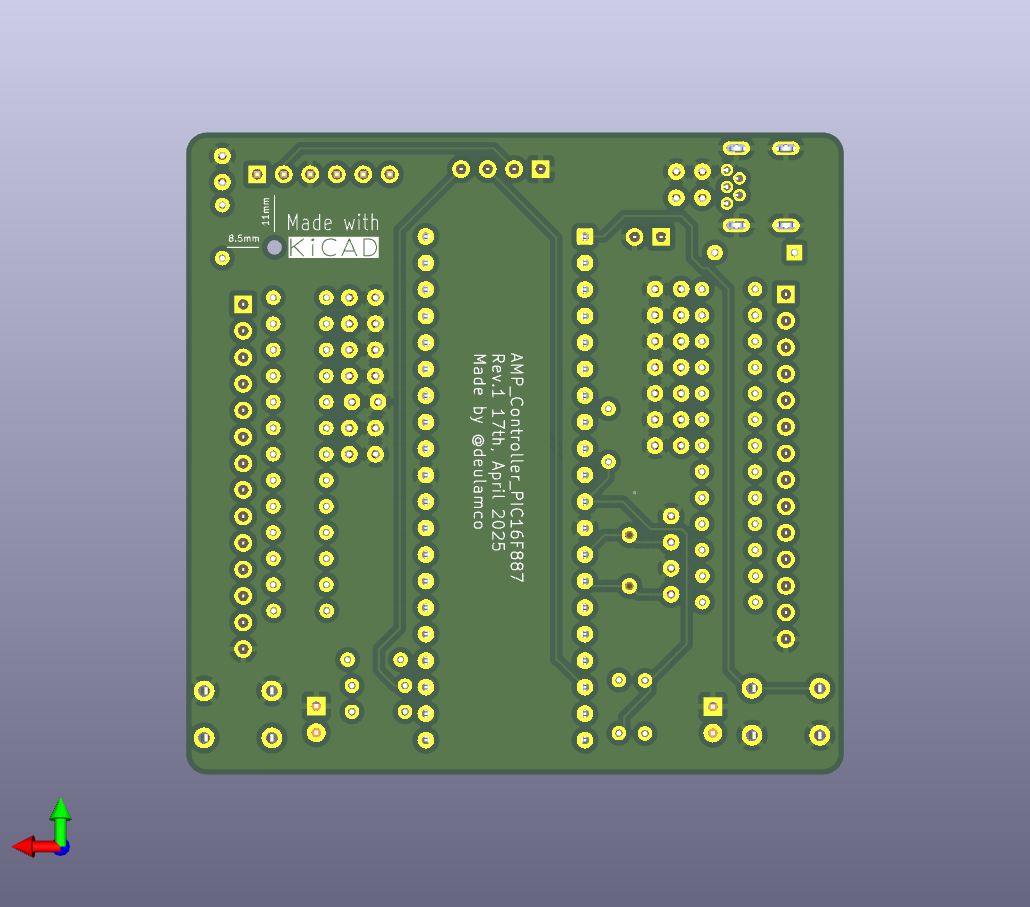 11mm
8.5mm
Made with
KiCAD
AMP_Controller_PIC16F887
Rev.1 17th, April 2025
Made by @deulamco